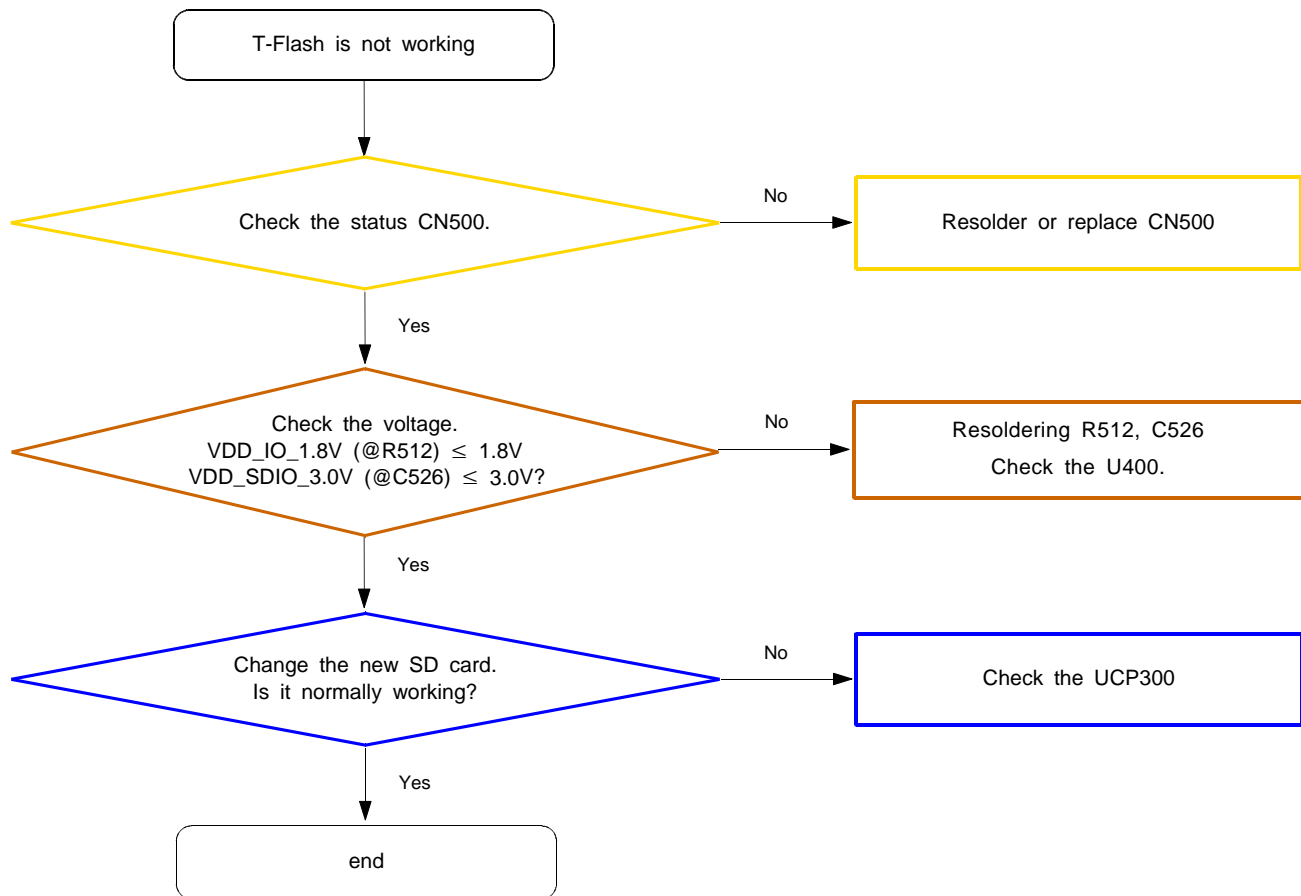 T-Flash is not working
Check the status CN500.
No
Resolder or replace CN500
Yes
Check the voltage.
VDD_IO_1.8V (@R512) ≤ 1.8V
VDD_SDIO_3.0V (@C526) ≤ 3.0V?
No
Resoldering R512, C526
Check the U400.
Yes
Change the new SD card.
Is it normally working?
No
Check the UCP300
Yes
end